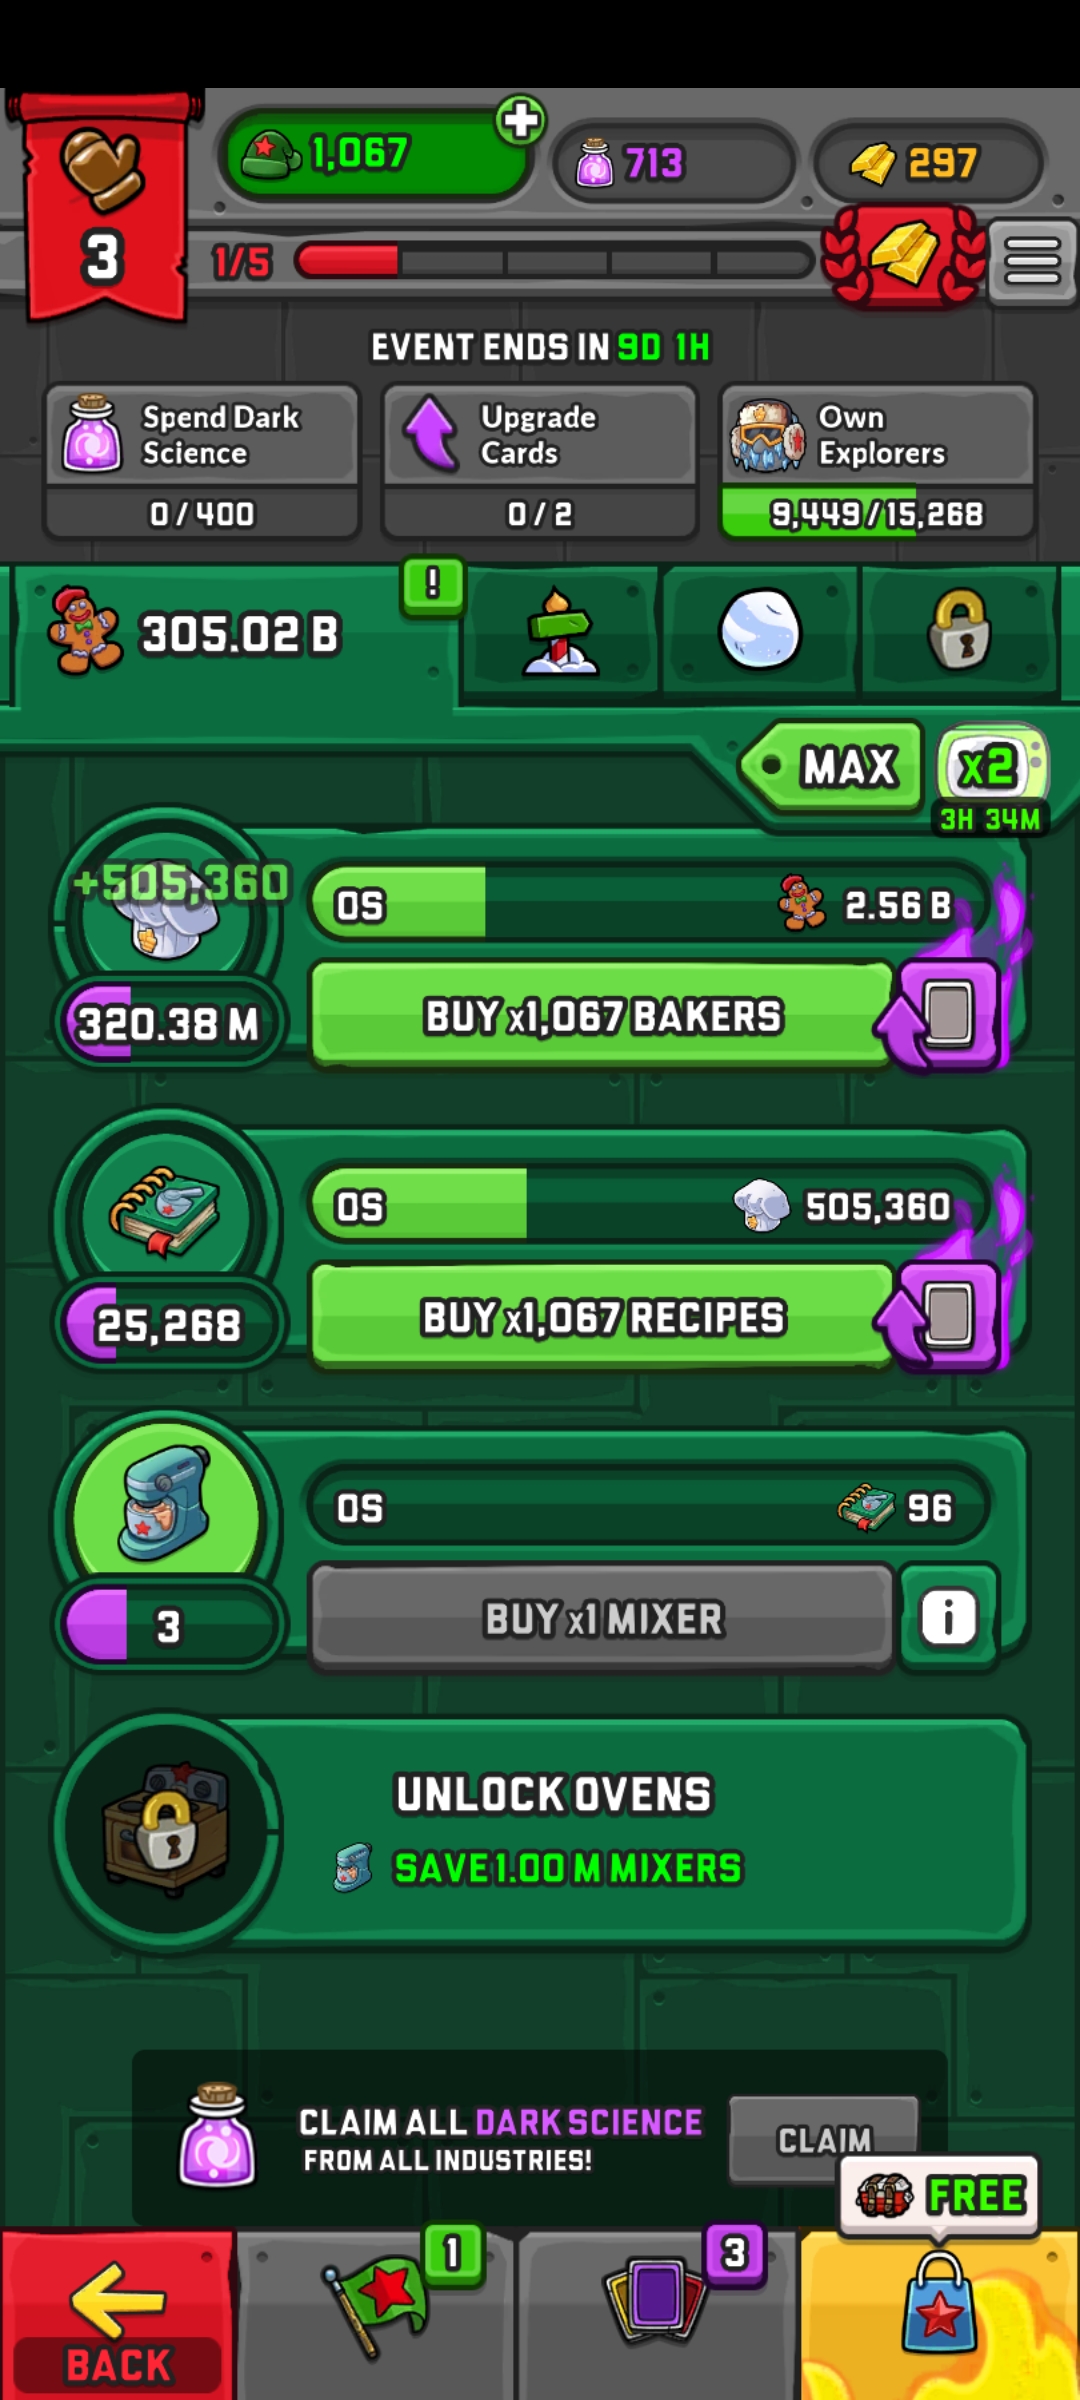 1,067
713
297
3
1/5
EVENT ENDS IN 9D 1H
Spend Dark
Science
0/400
Upgrade
Cards
0/2
Own
Explorers
9,449/15,268
!
305.02 B
MAX
x2
3H 34M
+505,360
0S
2.56 B
320.38 M
BUY x1,067 BAKERS
0S
505,360
25,268
BUY x1,067 RECIPES
0S
96
3
BUY x1 MIXER
i
UNLOCK OVENS
SAVE 1.00 M MIXERS
CLAIM ALL DARK SCIENCE
FROM ALL INDUSTRIES!
CLAIM
FREE
1
3
BACK